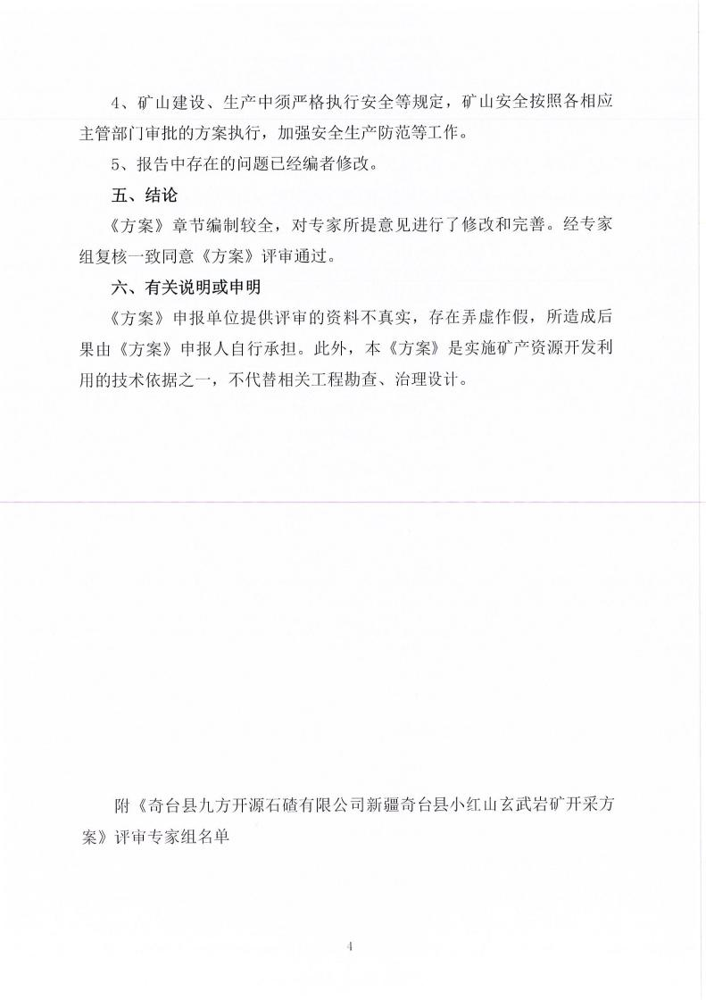 4、矿山建设、生产中须严格执行安全等规定，矿山安全按照各相应
主管部门审批的方案执行，加强安全生产防范等工作。
5、报告中存在的问题已经编者修改。
五、结论
《方案》章节编制较全，对专家所提意见进行了修改和完善。经专家
组复核一致同意《方案》评审通过。
六、有关说明或申明
《方案》申报单位提供评审的资料不真实，存在弄虚作假，所造成后
果由《方案》申报人自行承担。此外，本《方案》是实施矿产资源开发利
用的技术依据之一，不代替相关工程勘查、治理设计。
附《奇台县九方开源石碴有限公司新疆奇台县小红山玄武岩矿开采方
案》评审专家组名单
4